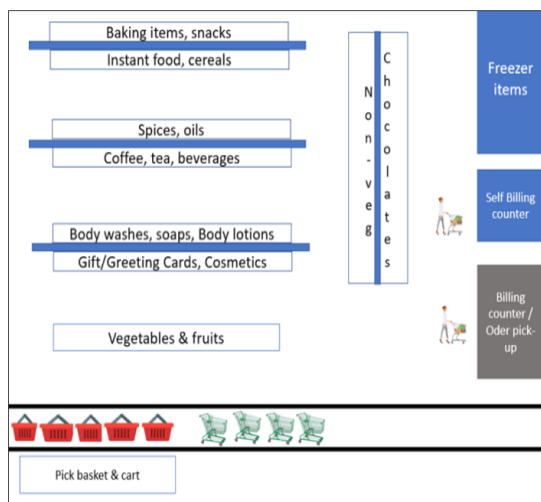 Baking items, snacks
Instant food, cereals
Spices, oils
Coffee, tea, beverages
Body washes, soaps, Body lotions
Gift/Greeting Cards, Cosmetics
Vegetables & fruits
Non-veg
Chocolates
Freezer
items
Self Billing
counter
Billing
counter /
Oder pick-
up
Pick basket & cart